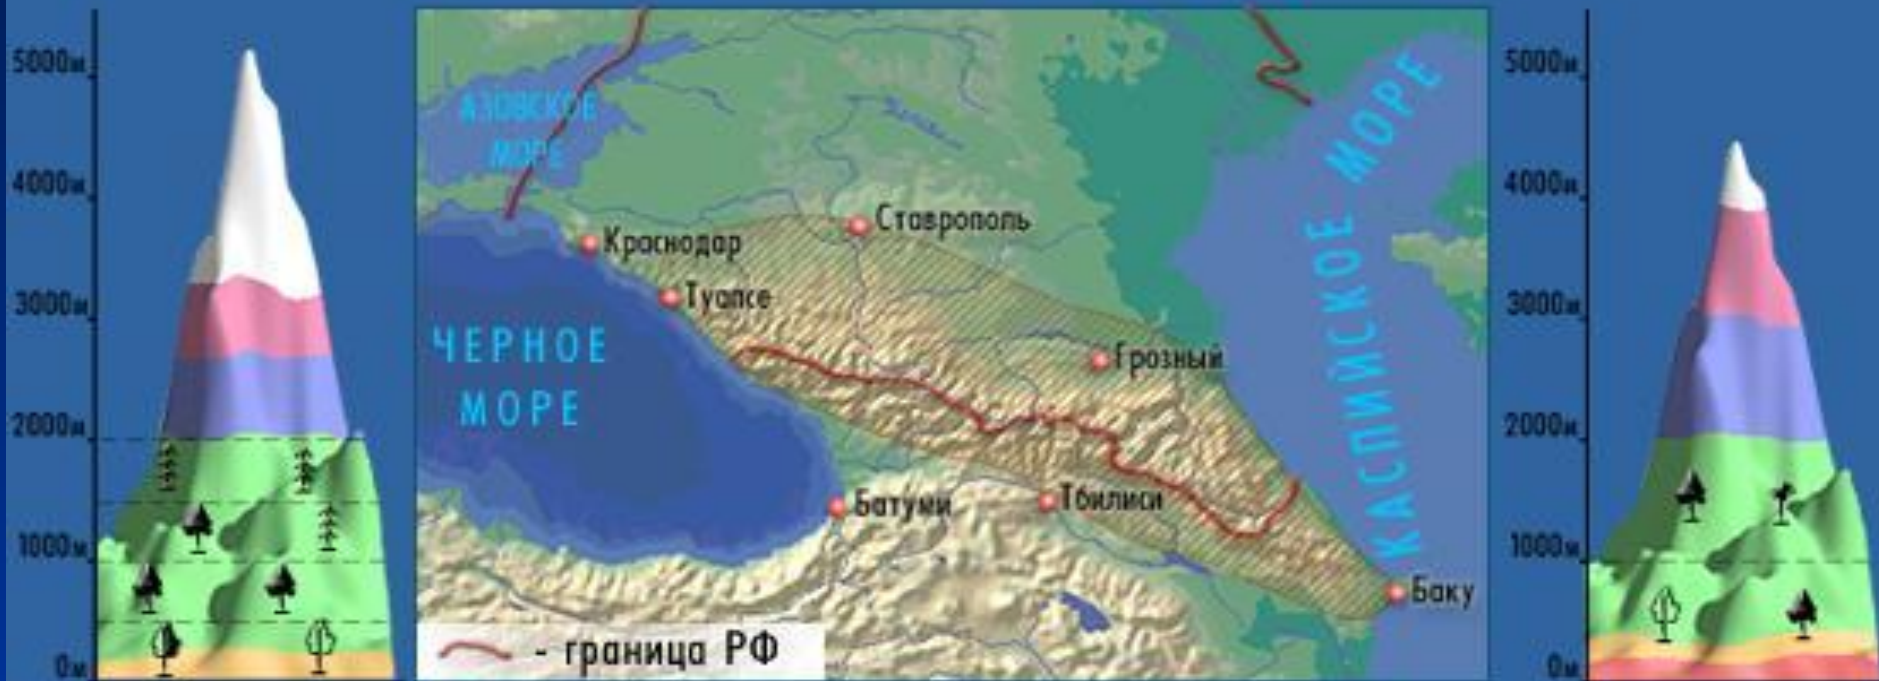 5000м
4000м
3000м
2000м
1000м
0м
АЗОВСКОЕ
МОРЕ
Краснодар
Ставрополь
Туапсе
ЧЕРНОЕ
МОРЕ
Грозный
КАСПИЙСКОЕ МОРЕ
Батуми
Тбилиси
Баку
- граница РФ
5000м
4000м
3000м
2000м
1000м
0м